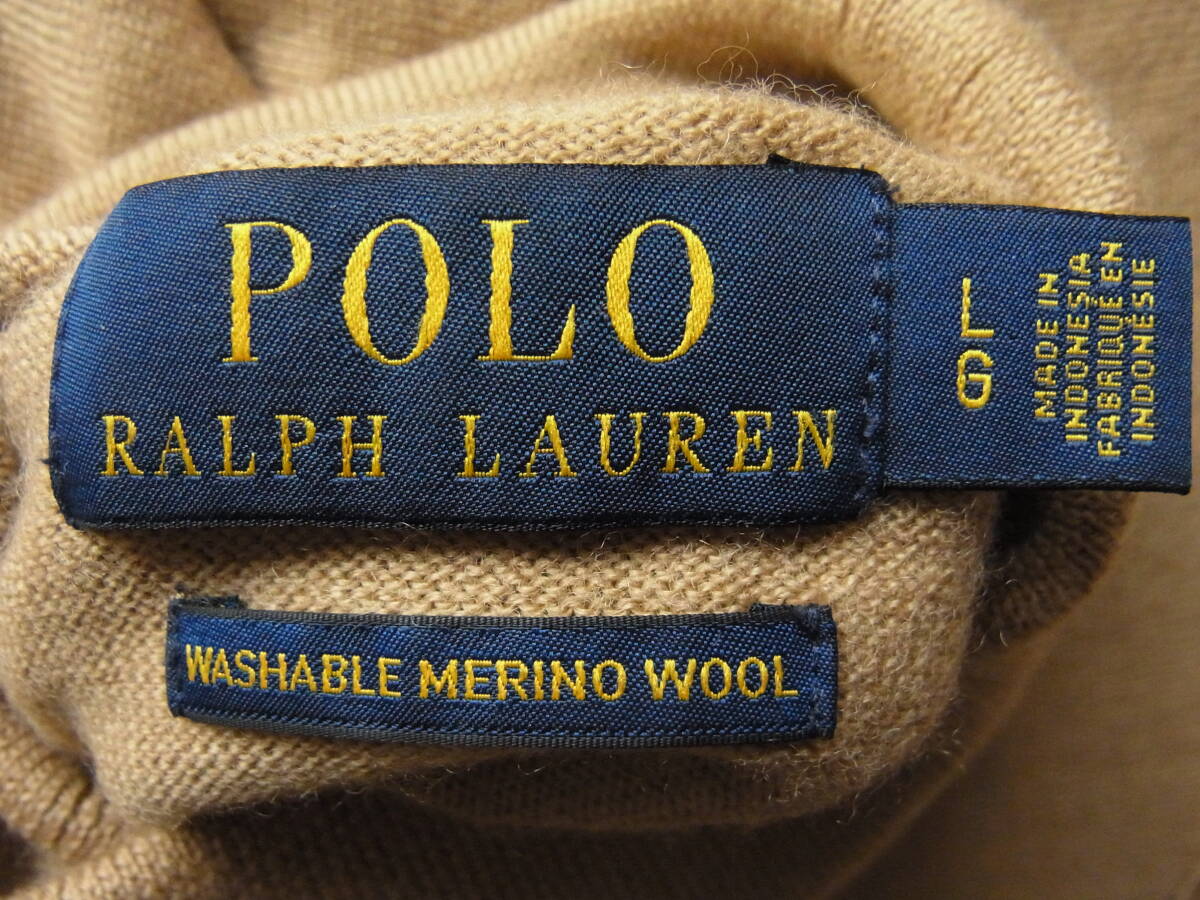 POLO
RALPH LAUREN
L
G
MADE IN
INDONESIA
FABRIQUÉ EN
INDONÉSIE
WASHABLE MERINO WOOL